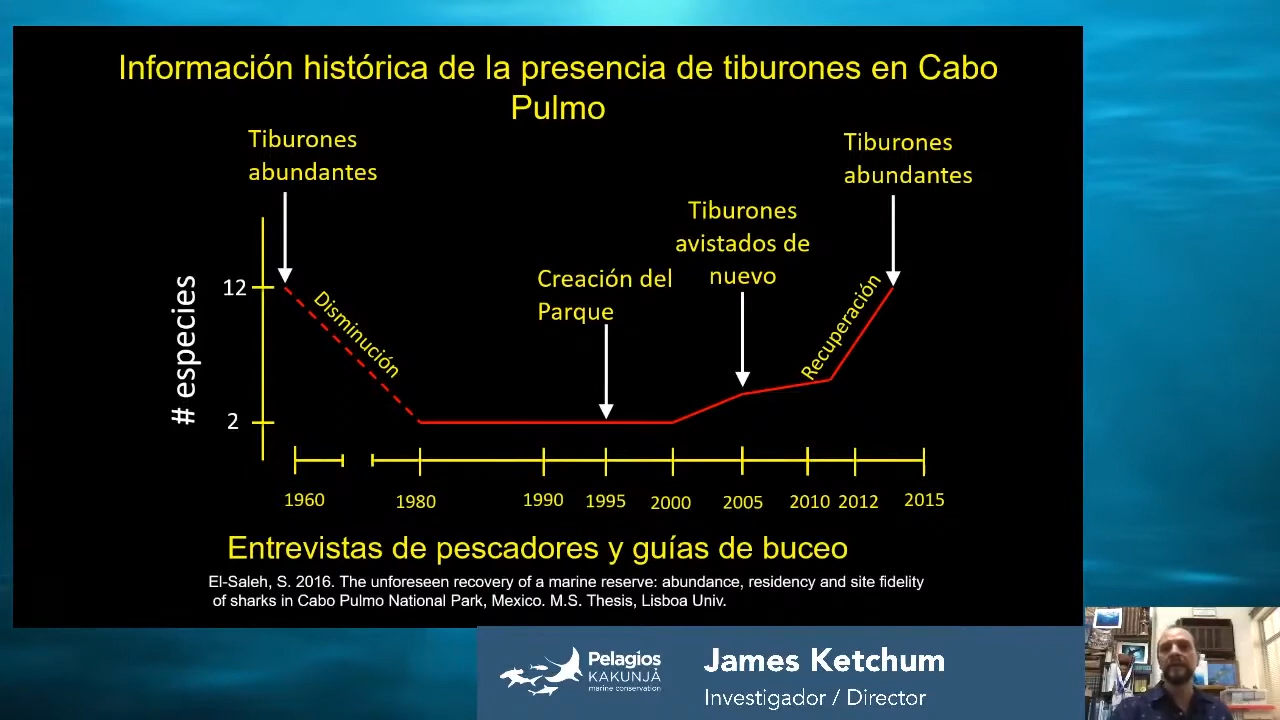 Información histórica de la presencia de tiburones en Cabo
Pulmo
Tiburones
abundantes
Tiburones
abundantes
Tiburones
avistados de
nuevo
Creación del
Parque
# especies
12
2
Disminución
Recuperación
1960
1980
1990
1995
2000
2005
2010
2012
2015
Entrevistas de pescadores y guías de buceo
El-Saleh, S. 2016. The unforeseen recovery of a marine reserve: abundance, residency and site fidelity
of sharks in Cabo Pulmo National Park, Mexico. M.S. Thesis, Lisboa Univ.
Pelagios
KAKUNJÁ
marine conservation
James Ketchum
Investigador / Director